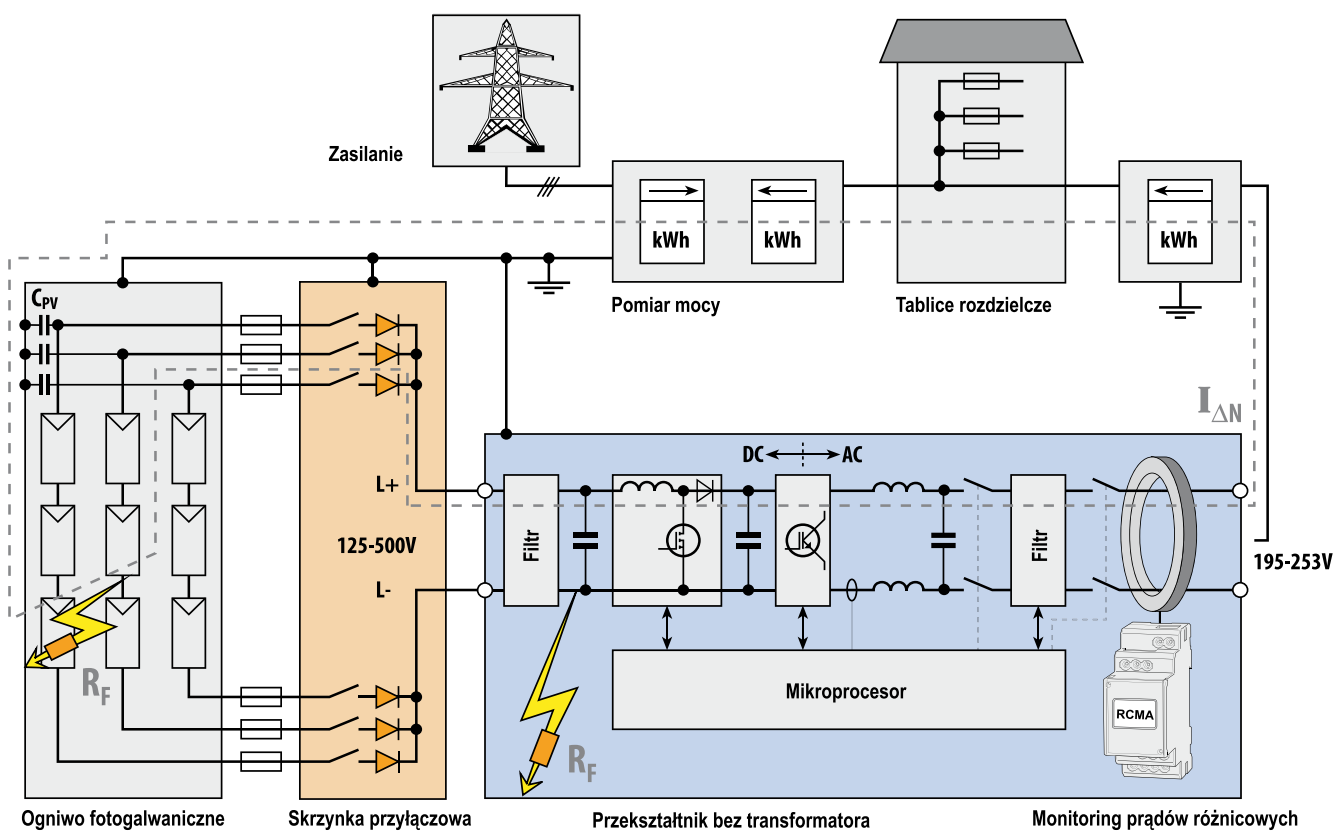 Zasilanie
kWh
kWh
kWh
Pomiar mocy
Tablice rozdzielcze
CPV
IΔN
L+
125-500V
L-
DC
AC
Filtr
Filtr
195-253V
RF
RF
Mikroprocesor
RCMA
Ogniwo fotogalwaniczne
Skrzynka przyłączowa
Przekształtnik bez transformatora
Monitoring prądów różnicowych